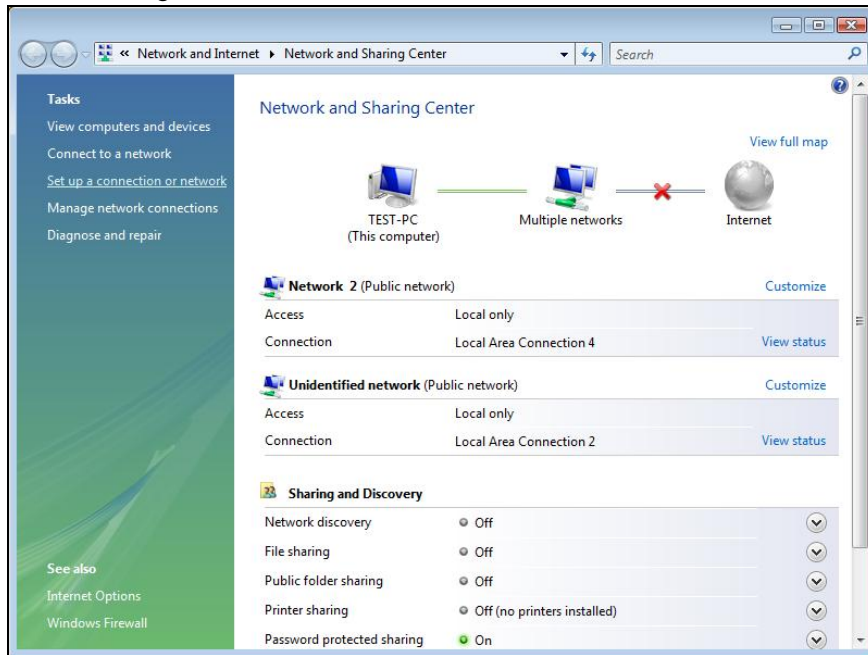 « Network and Internet ▸ Network and Sharing Center
Search
Tasks
View computers and devices
Connect to a network
Set up a connection or network
Manage network connections
Diagnose and repair
See also
Internet Options
Windows Firewall
Network and Sharing Center
View full map
TEST-PC
(This computer)
Multiple networks
Internet
Network 2 (Public network) Customize
Access Local only
Connection Local Area Connection 4 View status
Unidentified network (Public network) Customize
Access Local only
Connection Local Area Connection 2 View status
Sharing and Discovery
Network discovery Off
File sharing Off
Public folder sharing Off
Printer sharing Off (no printers installed)
Password protected sharing On